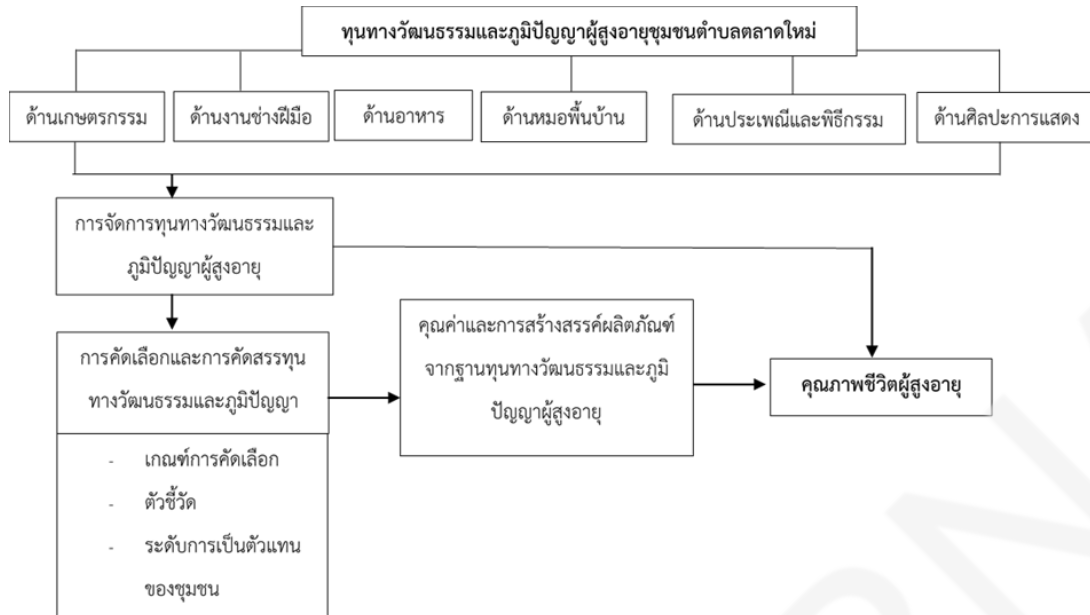 ทุนทางวัฒนธรรมและภูมิปัญญาผู้สูงอายุชุมชนตำบลตลาดใหม่
ด้านเกษตรกรรม
ด้านงานช่างฝีมือ
ด้านอาหาร
ด้านหมอพื้นบ้าน
ด้านประเพณีและพิธีกรรม
ด้านศิลปะการแสดง
การจัดการทุนทางวัฒนธรรมและ
ภูมิปัญญาผู้สูงอายุ
การคัดเลือกและการคัดสรรทุน
ทางวัฒนธรรมและภูมิปัญญา
- เกณฑ์การคัดเลือก
- ตัวชี้วัด
- ระดับการเป็นตัวแทน
ของชุมชน
คุณค่าและการสร้างสรรค์ผลิตภัณฑ์
จากฐานทุนทางวัฒนธรรมและภูมิ
ปัญญาผู้สูงอายุ
คุณภาพชีวิตผู้สูงอายุ